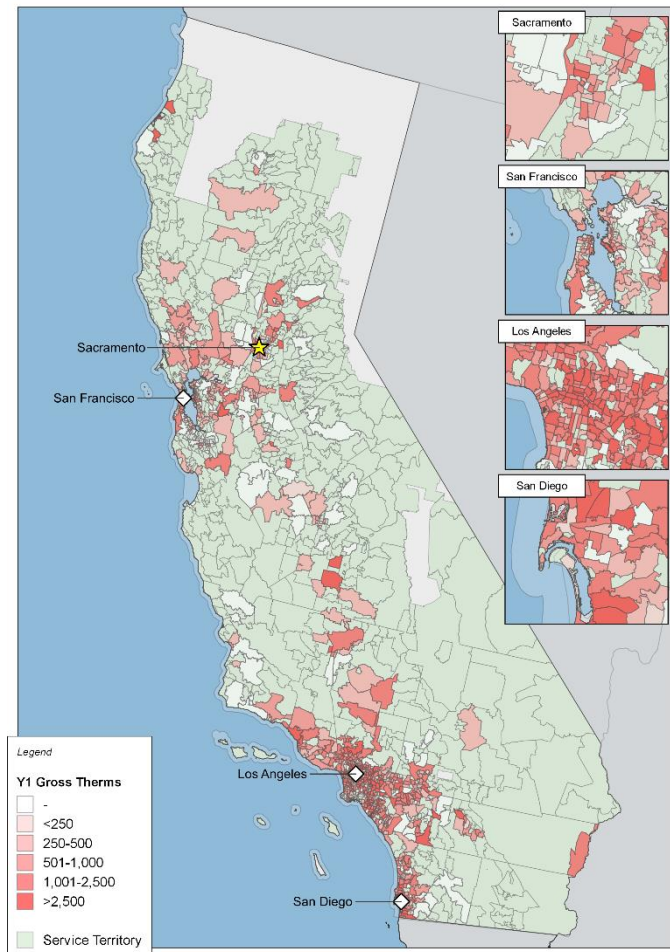 Sacramento
San Francisco
Los Angeles
San Diego
Sacramento
San Francisco
Los Angeles
San Diego
Legend
Y1 Gross Therms
-
<250
250-500
501-1,000
1,001-2,500
>2,500
Service Territory